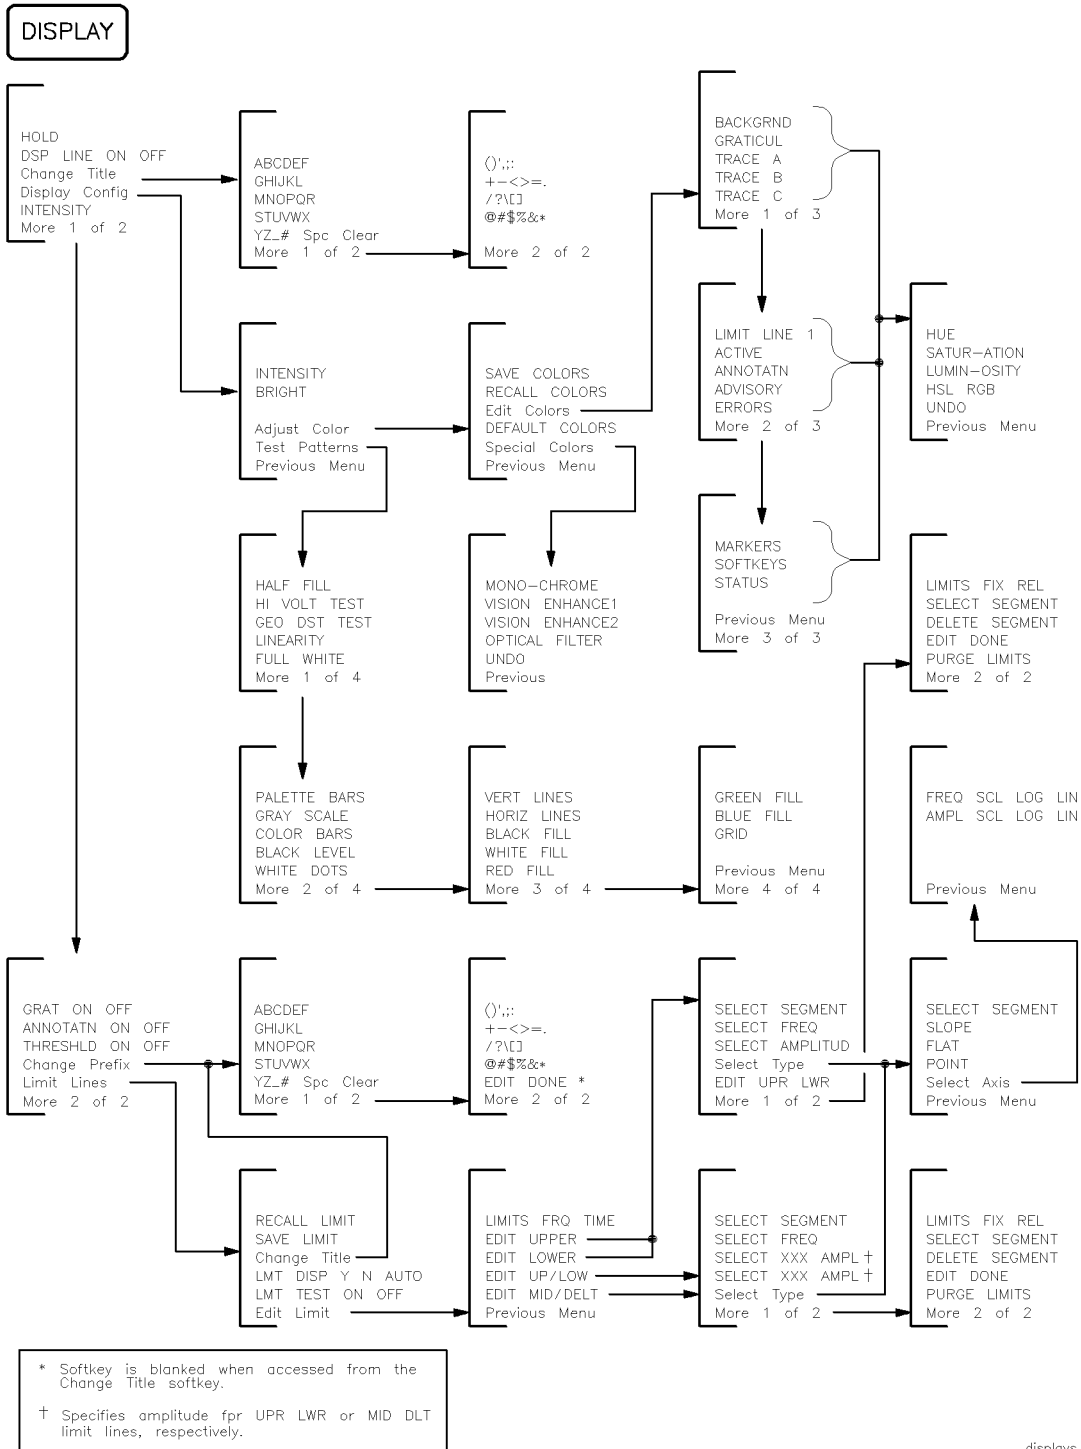 DISPLAY
HOLD
DSP LINE ON OFF
Change Title
Display Config
INTENSITY
More 1 of 2
ABCDEF
GHIJKL
MNOPQR
STUVWX
YZ_# Spc Clear
More 1 of 2
()',;:
+-<>=.
/?\[]
@#$%&*
More 2 of 2
BACKGRND
GRATICUL
TRACE A
TRACE B
TRACE C
More 1 of 3
INTENSITY
BRIGHT
Adjust Color
Test Patterns
Previous Menu
SAVE COLORS
RECALL COLORS
Edit Colors
DEFAULT COLORS
Special Colors
Previous Menu
LIMIT LINE 1
ACTIVE
ANNOTATN
ADVISORY
ERRORS
More 2 of 3
HUE
SATUR-ATION
LUMIN-OSITY
HSL RGB
UNDO
Previous Menu
HALF FILL
HI VOLT TEST
GEO DST TEST
LINEARITY
FULL WHITE
More 1 of 4
MONO-CHROME
VISION ENHANCE1
VISION ENHANCE2
OPTICAL FILTER
UNDO
Previous
MARKERS
SOFTKEYS
STATUS
Previous Menu
More 3 of 3
LIMITS FIX REL
SELECT SEGMENT
DELETE SEGMENT
EDIT DONE
PURGE LIMITS
More 2 of 2
PALETTE BARS
GRAY SCALE
COLOR BARS
BLACK LEVEL
WHITE DOTS
More 2 of 4
VERT LINES
HORIZ LINES
BLACK FILL
WHITE FILL
RED FILL
More 3 of 4
GREEN FILL
BLUE FILL
GRID
Previous Menu
More 4 of 4
FREQ SCL LOG LIN
AMPL SCL LOG LIN
Previous Menu
GRAT ON OFF
ANNOTATN ON OFF
THRESHLD ON OFF
Change Prefix
Limit Lines
More 2 of 2
ABCDEF
GHIJKL
MNOPQR
STUVWX
YZ_# Spc Clear
More 1 of 2
()',;:
+-<>=.
/?\[]
@#$%&*
EDIT DONE *
More 2 of 2
SELECT SEGMENT
SELECT FREQ
SELECT AMPLITUD
Select Type
EDIT UPR LWR
More 1 of 2
SELECT SEGMENT
SLOPE
FLAT
POINT
Select Axis
Previous Menu
RECALL LIMIT
SAVE LIMIT
Change Title
LMT DISP Y N AUTO
LMT TEST ON OFF
Edit Limit
LIMITS FRQ TIME
EDIT UPPER
EDIT LOWER
EDIT UP/LOW
EDIT MID/DELT
Previous Menu
SELECT SEGMENT
SELECT FREQ
SELECT XXX AMPL †
SELECT XXX AMPL †
Select Type
More 1 of 2
LIMITS FIX REL
SELECT SEGMENT
DELETE SEGMENT
EDIT DONE
PURGE LIMITS
More 2 of 2
* Softkey is blanked when accessed from the
Change Title softkey.
† Specifies amplitude fpr UPR LWR or MID DLT
limit lines, respectively.
displays